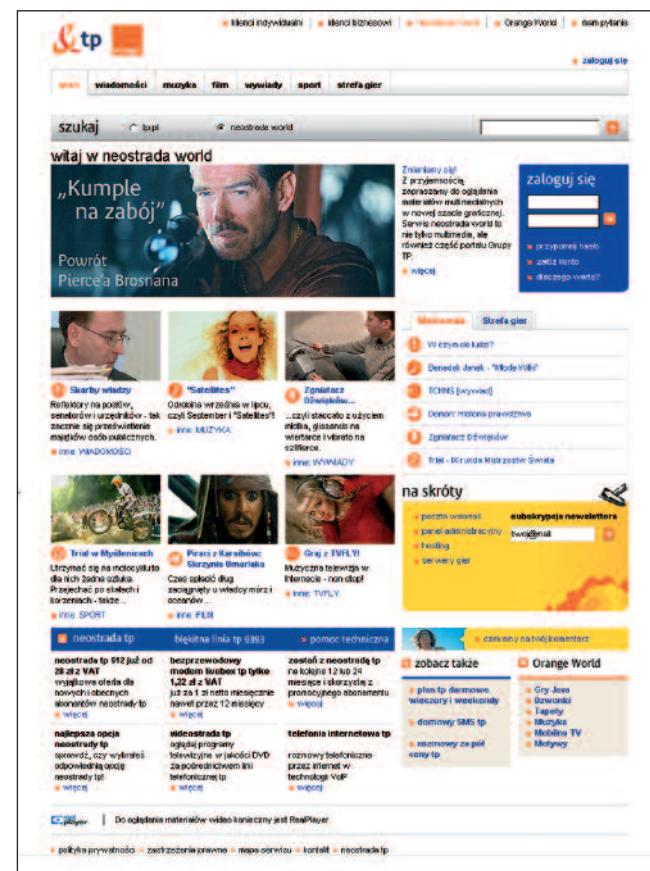 klienci indywidualni
klienci biznesowi
Orange World
mam pytanie
tp
zaloguj się
start
wiadomości
muzyka
film
wywiady
sport
strefa gier
szukaj
tp.pl
neostrada world
witaj w neostrada world
„Kumple
na zabój”
Powrót
Pierce'a Brosnana
Zmieniamy się!
Z przyjemnością
zapraszamy do oglądania
materiałów multimedialnych
w nowej szacie graficznej.
Serwis neostrada world to
nie tylko multimedia, ale
również część portalu Grupy
TP.
więcej
zaloguj się
przypomnij hasło
załóż konto
dlaczego warto?
Skarby władzy
Reflektory na posłów,
senatorów i urzędników - tak
zacznie się prześwietlenie
majątków osób publicznych.
inne: WIADOMOŚCI
"Satellites"
Odrobina września w lipcu,
czyli September i "Satellites"!
inne: MUZYKA
Zgniatacz
Dźwięków...
...czyli staccato z użyciem
młotka, glissando na
wiertarce i vibrato na
szlifierce.
inne: WYWIADY
Strefa gier
W czym do ludzi?
Benedek Janek - "Młode Wilki"
TCHNS [wywiad]
Demon: Historia prawdziwa
Zgniatacz Dźwięków
Trial - IX runda Mistrzostw Świata
Trial w Myślenicach
Utrzymać się na motocyklu to
dla nich żadna sztuka.
Przejechać po skałach i
korzeniach - także...
inne: SPORT
Piraci z Karaibów:
Skrzynia Umarlaka
Czas spłacić dług
zaciągnięty u władcy mórz i
oceanów...
inne: FILM
Graj z TVFLY!
Muzyczna telewizja w
Internecie - non stop!
inne: TVFLY
na skróty
poczta webmail
panel administracyjny
hosting
serwery gier
subskrypcja newslettera
twoj@mail
neostrada tp
błękitna linia tp 9393
pomoc techniczna
czekamy na twój komentarz
neostrada tp 512 już od
28 zł z VAT
wyjątkowa oferta dla
nowych i obecnych
abonentów neostrady tp
więcej
bezprzewodowy
modem livebox tp tylko
1,22 zł z VAT
już za 1 zł netto miesięcznie
nawet przez 12 miesięcy
więcej
zostań z neostradą tp
na kolejne 12 lub 24
miesiące i skorzystaj z
promocyjnego abonamentu
więcej
zobacz także
plan tp darmowe
wieczory i weekendy
domowy SMS tp
rozmowy za pół
ceny tp
Orange World
Gry Java
Dzwonki
Tapety
Muzyka
Mobilna TV
Motywy
najlepsza opcja
neostrady tp
sprawdź, czy wybrałeś
odpowiednią opcję
neostrady tp!
więcej
videostrada tp
oglądaj programy
telewizyjne w jakości DVD
za pośrednictwem linii
telefonicznej tp
więcej
telefonia internetowa tp
rozmowy telefoniczne
przez internet w
technologii VoIP
więcej
Do oglądania materiałów wideo konieczny jest RealPlayer
polityka prywatności
zastrzeżenia prawne
mapa serwisu
kontakt
neostrada tp